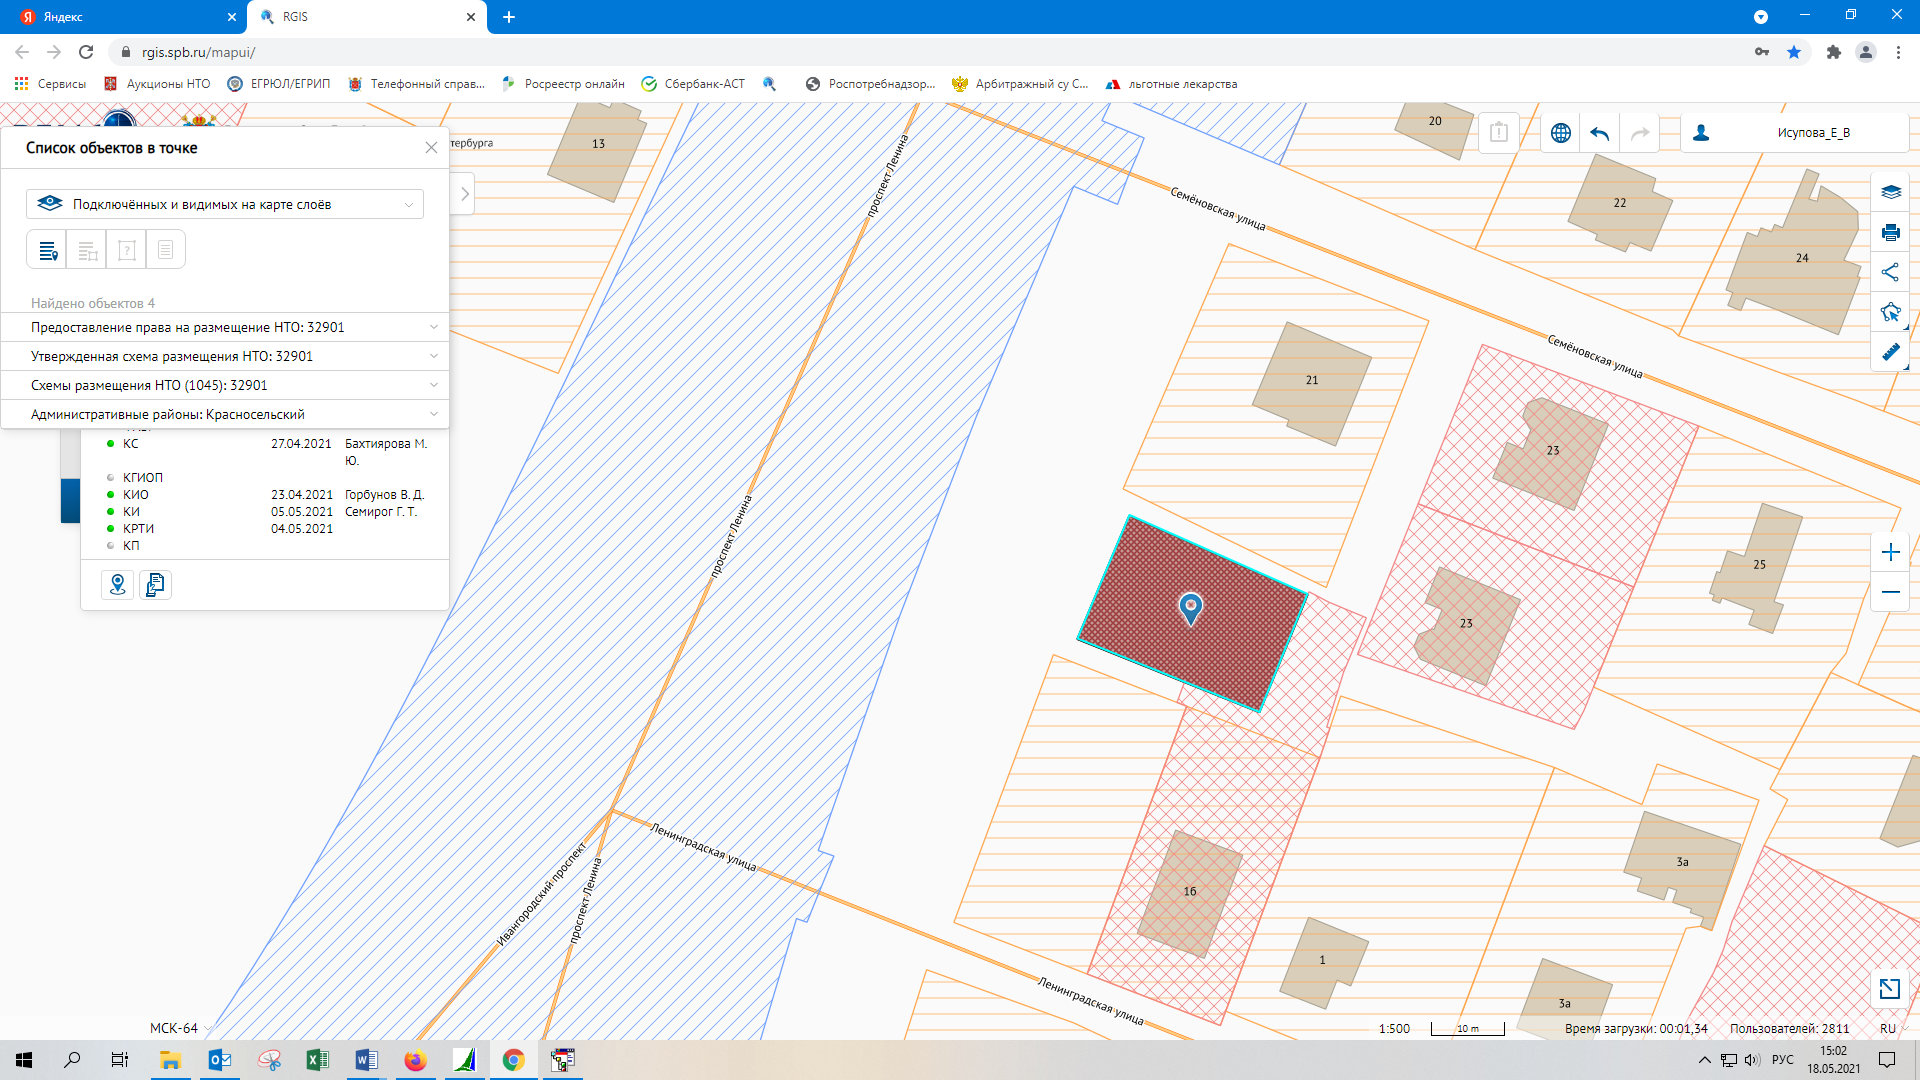 Яндекс
RGIS
rgis.spb.ru/mapui/
Сервисы
Аукционы НТО
ЕГРЮЛ/ЕГРИП
Телефонный справ...
Росреестр онлайн
Сбербанк-АСТ
Роспотребнадзор...
Арбитражный су С...
льготные лекарства
Исупова_Е_В
тербурга
Список объектов в точке
Подключённых и видимых на карте слоёв
Найдено объектов 4
Предоставление права на размещение НТО: 32901
Утвержденная схема размещения НТО: 32901
Схемы размещения НТО (1045): 32901
Административные районы: Красносельский
КС 27.04.2021 Бахтиярова М. Ю.
КГИОП
КИО 23.04.2021 Горбунов В. Д.
КИ 05.05.2021 Семирог Г. Т.
КРТИ 04.05.2021
КП
13
20
22
24
21
23
23
25
16
1
3а
3а
проспект Ленина
проспект Ленина
проспект Ленина
Семёновская улица
Семёновская улица
Ленинградская улица
Ленинградская улица
Ивангородский проспект
МСК-64
1:500
10 m
Время загрузки: 00:01,34
Пользователей: 2811
RU
РУС
15:02
18.05.2021